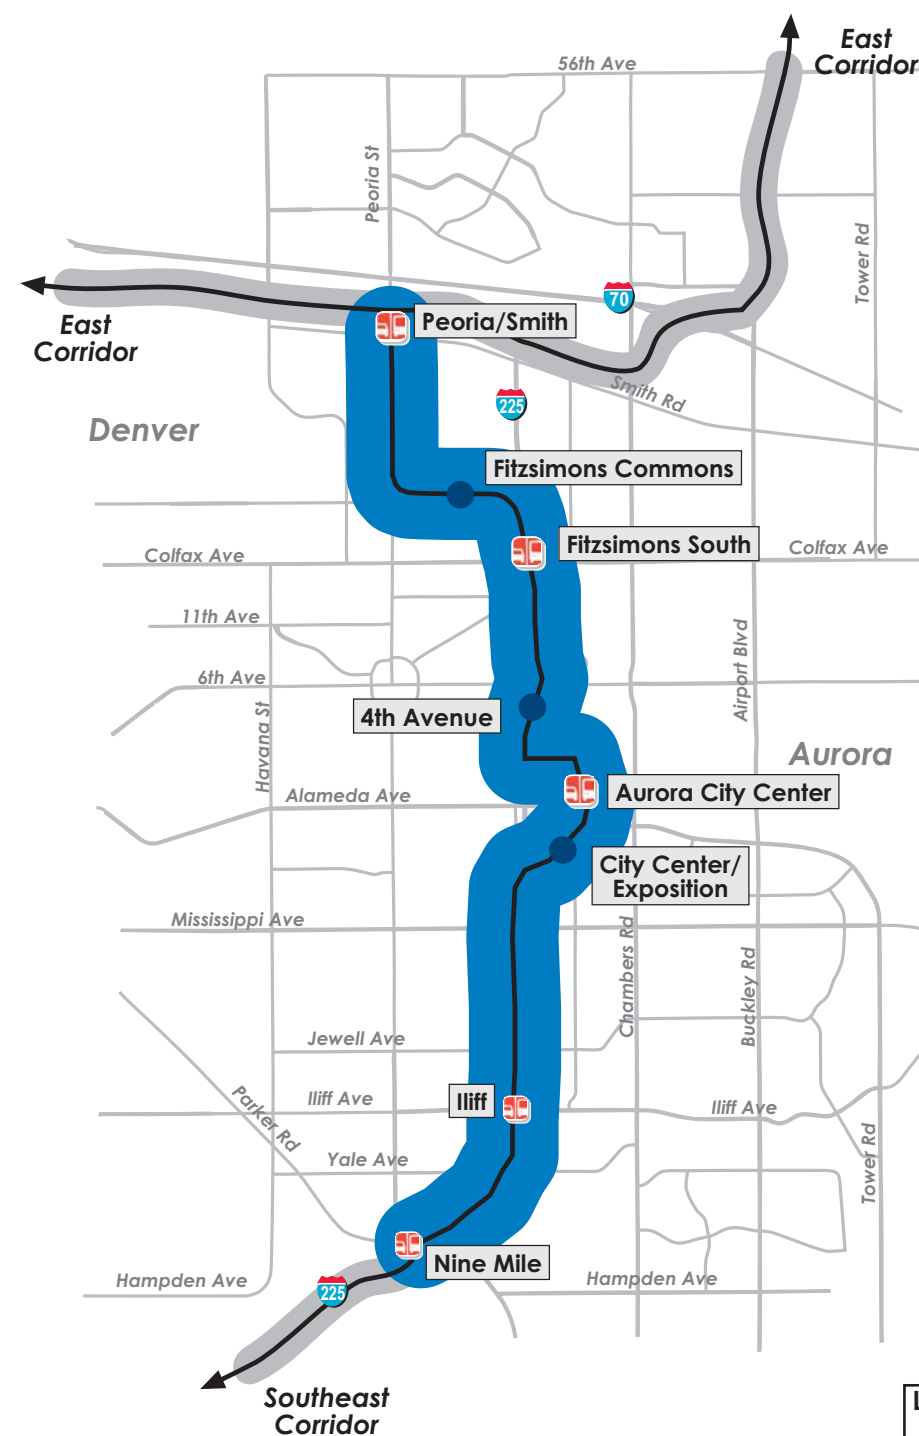 East
Corridor
56th Ave
Peoria St
Tower Rd
70
East
Corridor
Peoria/Smith
Smith Rd
225
Denver
Fitzsimons Commons
Fitzsimons South
Colfax Ave
Colfax Ave
11th Ave
6th Ave
Airport Blvd
Havana St
4th Avenue
Aurora
Alameda Ave
Aurora City Center
City Center/
Exposition
Mississippi Ave
Chambers Rd
Buckley Rd
Jewell Ave
Iliff Ave
Iliff
Iliff Ave
Parker Rd
Yale Ave
Tower Rd
Nine Mile
Hampden Ave
225
Hampden Ave
Southeast
Corridor